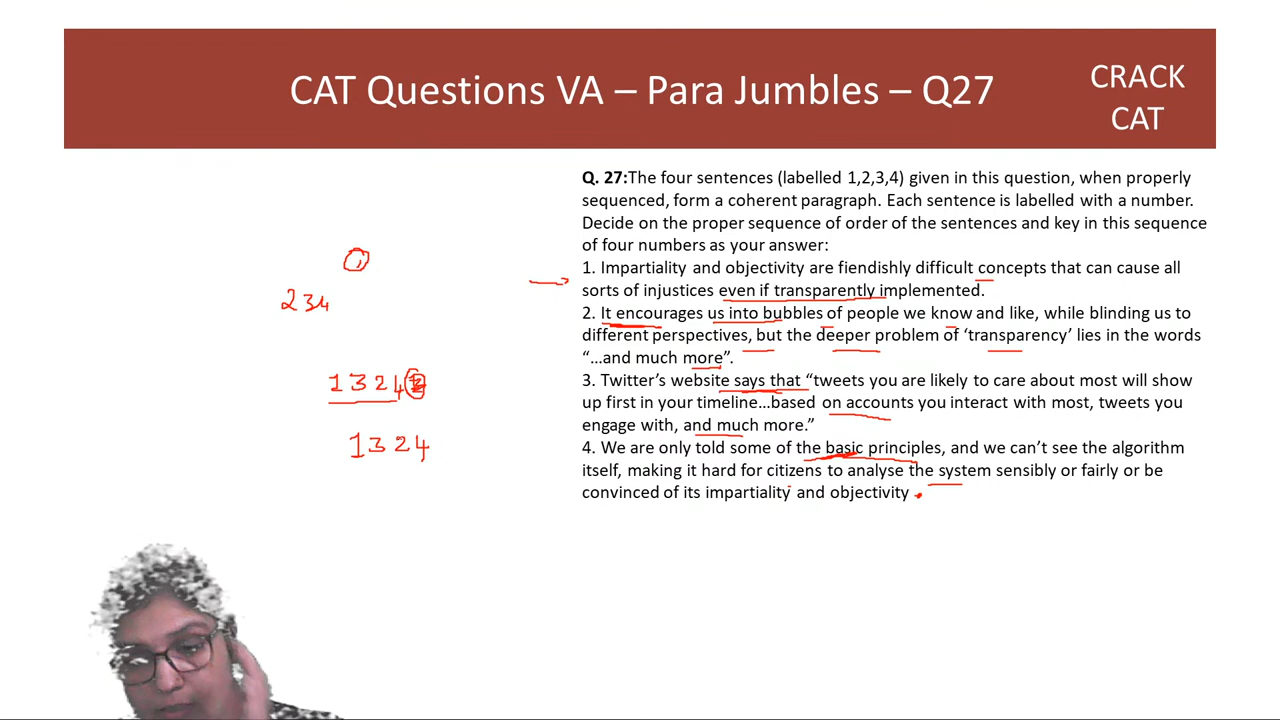 CAT Questions VA – Para Jumbles – Q27
CRACK
CAT
Q. 27:The four sentences (labelled 1,2,3,4) given in this question, when properly
sequenced, form a coherent paragraph. Each sentence is labelled with a number.
Decide on the proper sequence of order of the sentences and key in this sequence
of four numbers as your answer:
1. Impartiality and objectivity are fiendishly difficult concepts that can cause all
sorts of injustices even if transparently implemented.
2. It encourages us into bubbles of people we know and like, while blinding us to
different perspectives, but the deeper problem of ‘transparency’ lies in the words
“…and much more”.
3. Twitter’s website says that “tweets you are likely to care about most will show
up first in your timeline…based on accounts you interact with most, tweets you
engage with, and much more.”
4. We are only told some of the basic principles, and we can’t see the algorithm
itself, making it hard for citizens to analyse the system sensibly or fairly or be
convinced of its impartiality and objectivity .
234
1324
1324